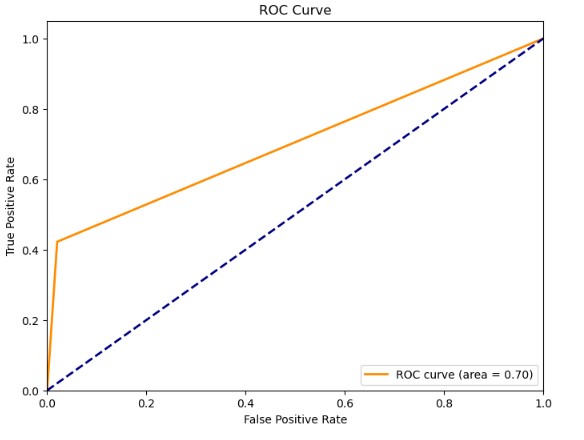 ROC Curve
True Positive Rate
1.0
0.8
0.6
0.4
0.2
0.0
ROC curve (area = 0.70)
0.0 0.2 0.4 0.6 0.8 1.0
False Positive Rate